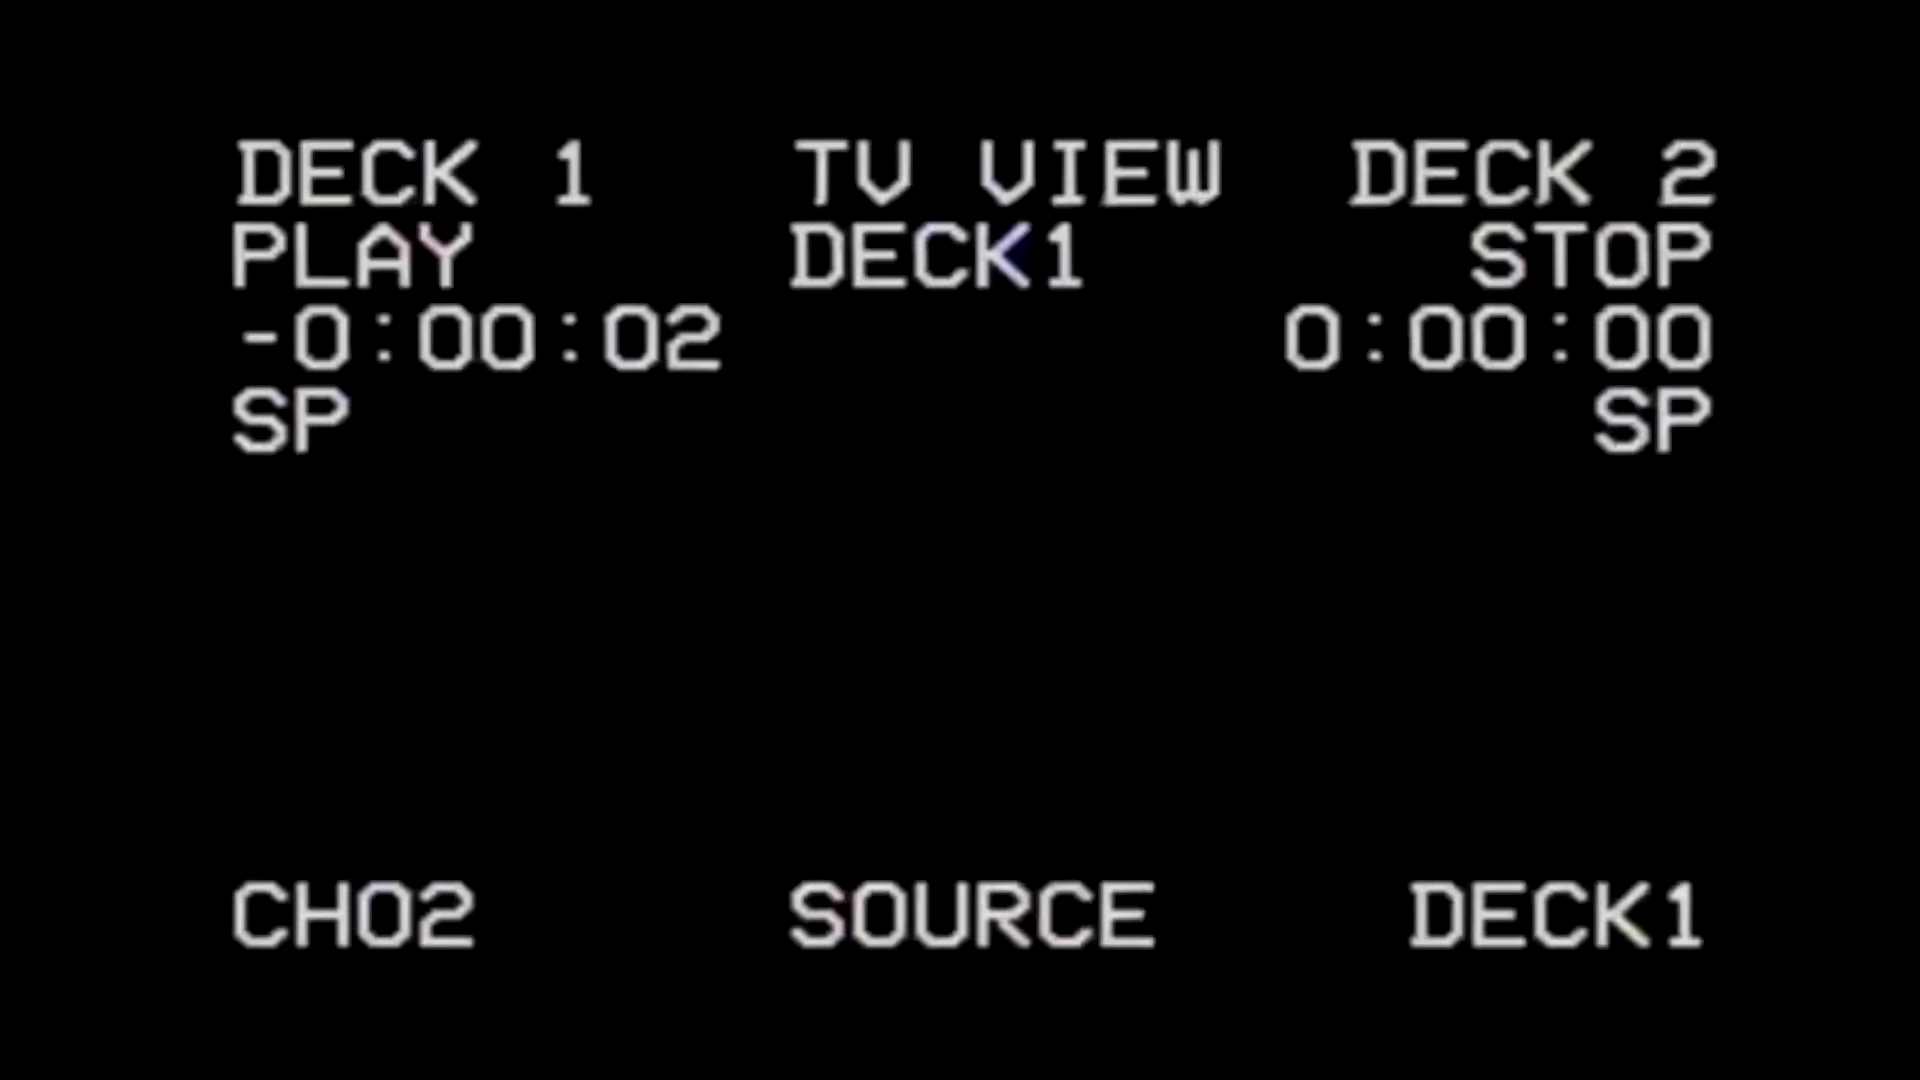 DECK 1 TV VIEW DECK 2
PLAY DECK1 STOP
-0:00:02 0:00:00
SP SP
CH02 SOURCE DECK1